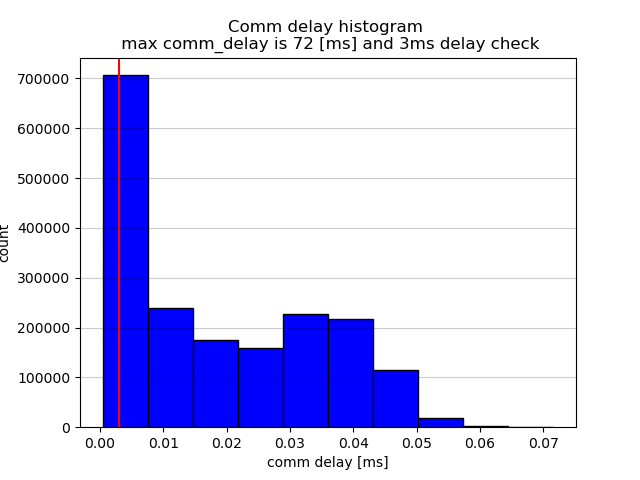 Comm delay histogram
max comm_delay is 72 [ms] and 3ms delay check
700000
600000
500000
400000
300000
200000
100000
0
count
0.00 0.01 0.02 0.03 0.04 0.05 0.06 0.07
comm delay [ms]